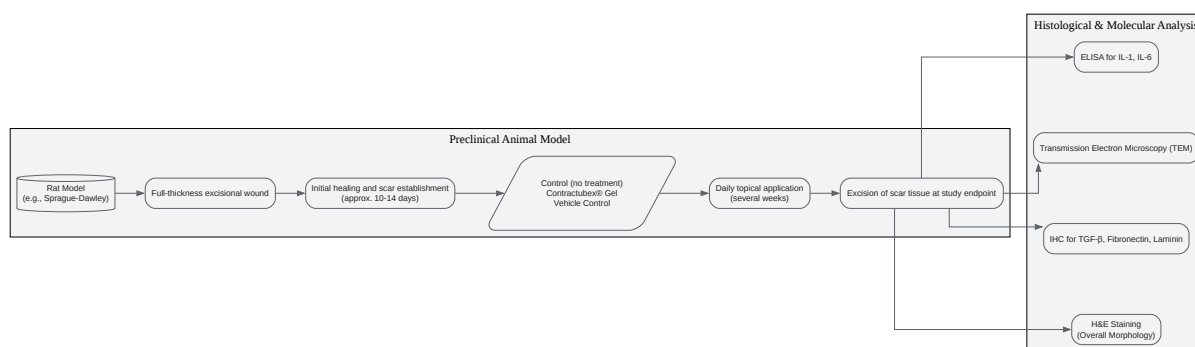 Histological & Molecular Analysis
ELISA for IL-1, IL-6
Preclinical Animal Model
Transmission Electron Microscopy (TEM)
Rat Model
(e.g., Sprague-Dawley)
Full-thickness excisional wound
Initial healing and scar establishment
(approx. 10-14 days)
Control (no treatment)
Contractubex® Gel
Vehicle Control
Daily topical application
(several weeks)
Excision of scar tissue at study endpoint
IHC for TGF-β, Fibronectin, Laminin
H&E Staining
(Overall Morphology)